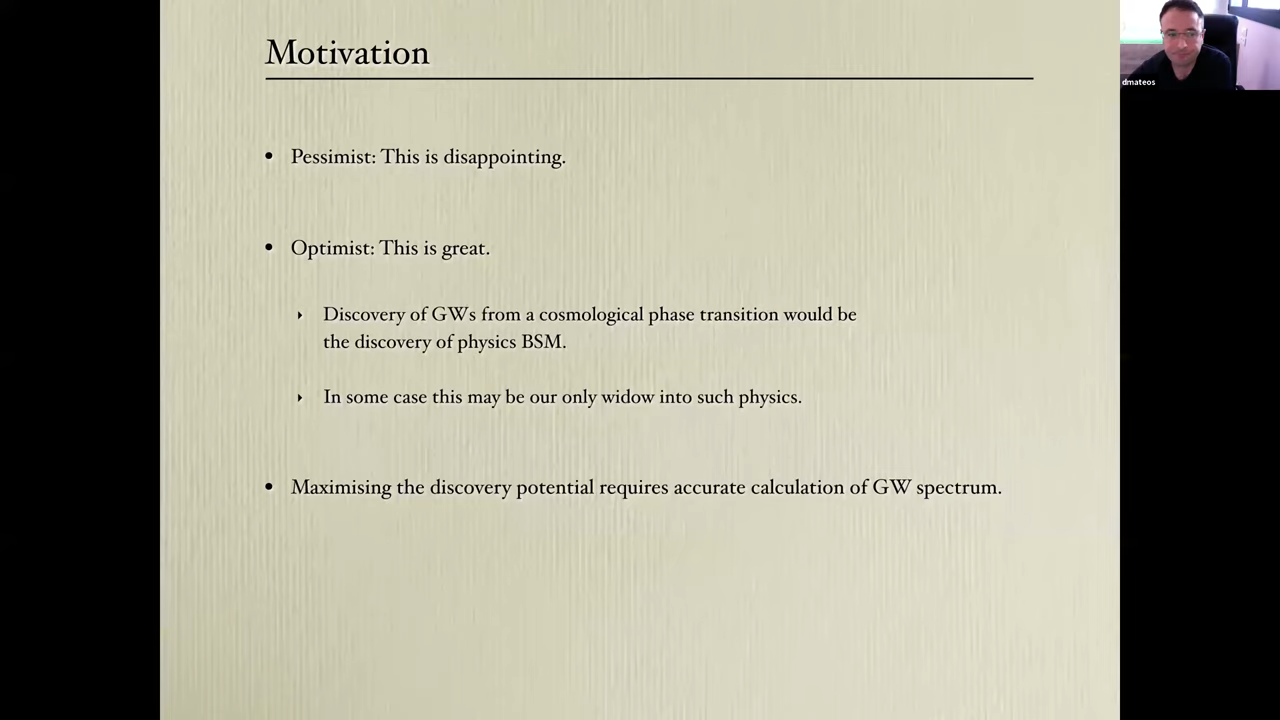 Motivation
dmateos
• Pessimist: This is disappointing.
• Optimist: This is great.
‣ Discovery of GWs from a cosmological phase transition would be
the discovery of physics BSM.
‣ In some case this may be our only widow into such physics.
• Maximising the discovery potential requires accurate calculation of GW spectrum.